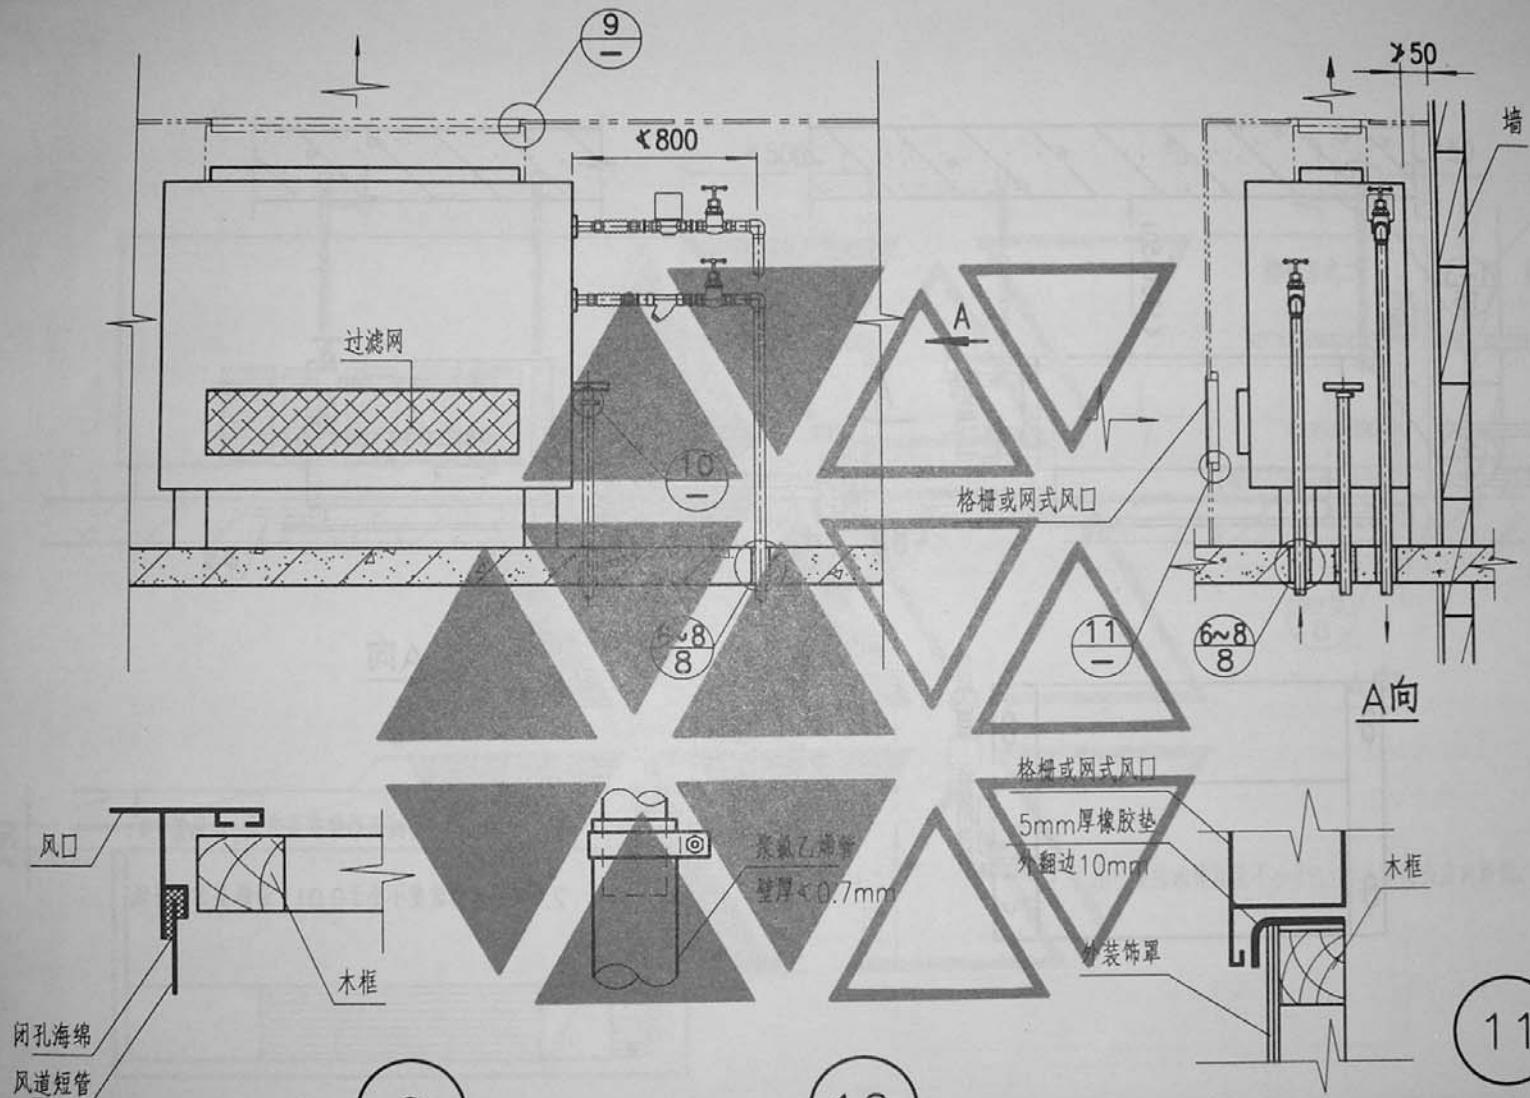 9
—
≮800
≯50
墙
过滤网
A
10
—
格栅或网式风口
6~8
8
11
—
6~8
8
A向
风口
木框
闭孔海绵
风道短管
聚氯乙烯管
壁厚≮0.7mm
格栅或网式风口
5mm厚橡胶垫
外翻边10mm
木框
外装饰罩
11